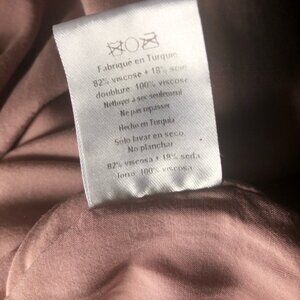 Fabriqué en Turquie
82% viscose + 18% soie
doublure: 100% viscose
Nettoyer à sec seulement
Ne pas repasser
Hecho en Turquía
Solo lavar en seco.
No planchar
82% viscosa + 18% seda
100% viscosa